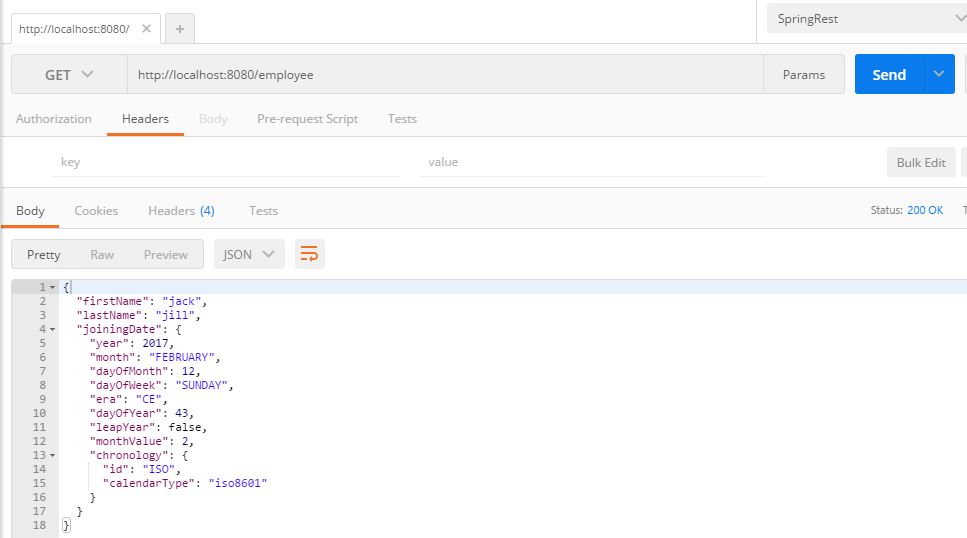 http://localhost:8080/
SpringRest
GET http://localhost:8080/employee Params Send
Authorization Headers Body Pre-request Script Tests
key value Bulk Edit
Body Cookies Headers (4) Tests Status: 200 OK T
Pretty Raw Preview JSON
1 {
2 "firstName": "jack",
3 "lastName": "jill",
4 "joiningDate": {
5 "year": 2017,
6 "month": "FEBRUARY",
7 "dayOfMonth": 12,
8 "dayOfWeek": "SUNDAY",
9 "era": "CE",
10 "dayOfYear": 43,
11 "leapYear": false,
12 "monthValue": 2,
13 "chronology": {
14 "id": "ISO",
15 "calendarType": "iso8601"
16 }
17 }
18 }